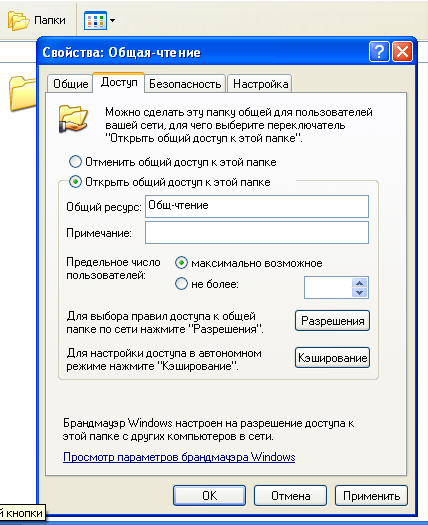 Папки
Свойства: Общая-чтение
Общие
Доступ
Безопасность
Настройка
Можно сделать эту папку общей для пользователей
вашей сети, для чего выберите переключатель
"Открыть общий доступ к этой папке".
Отменить общий доступ к этой папке
Открыть общий доступ к этой папке
Общий ресурс: Общ-чтение
Примечание:
Предельное число
пользователей:
максимально возможное
не более:
Для выбора правил доступа к общей
папке по сети нажмите "Разрешения".
Разрешения
Для настройки доступа в автономном
режиме нажмите "Кэширование".
Кэширование
Брандмауэр Windows настроен на разрешение доступа к
этой папке с других компьютеров в сети.
Просмотр параметров брандмауэра Windows
OK
Отмена
Применить
й кнопки